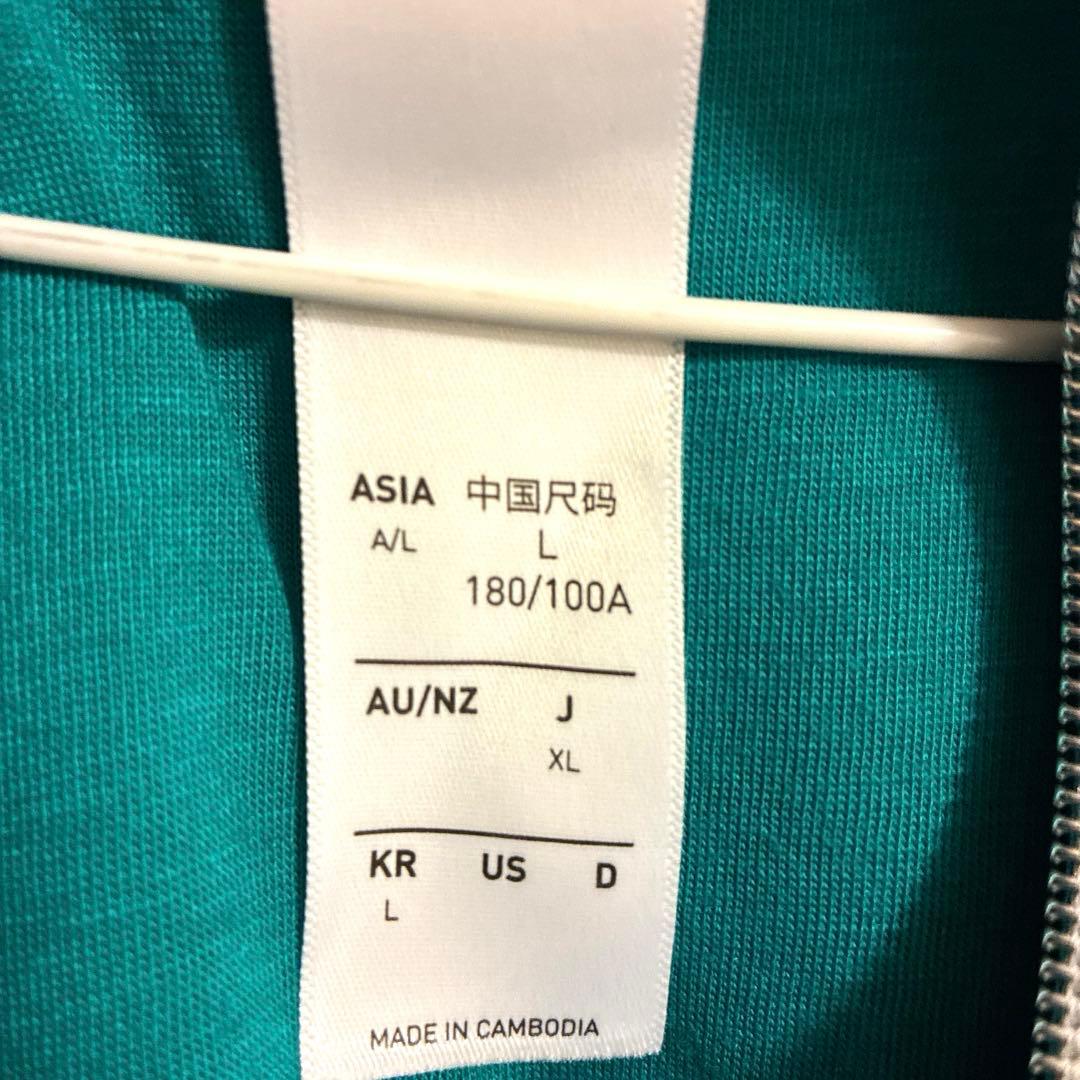 ASIA 中国尺码
A/L L
180/100A
AU/NZ J
XL
KR US D
L
MADE IN CAMBODIA